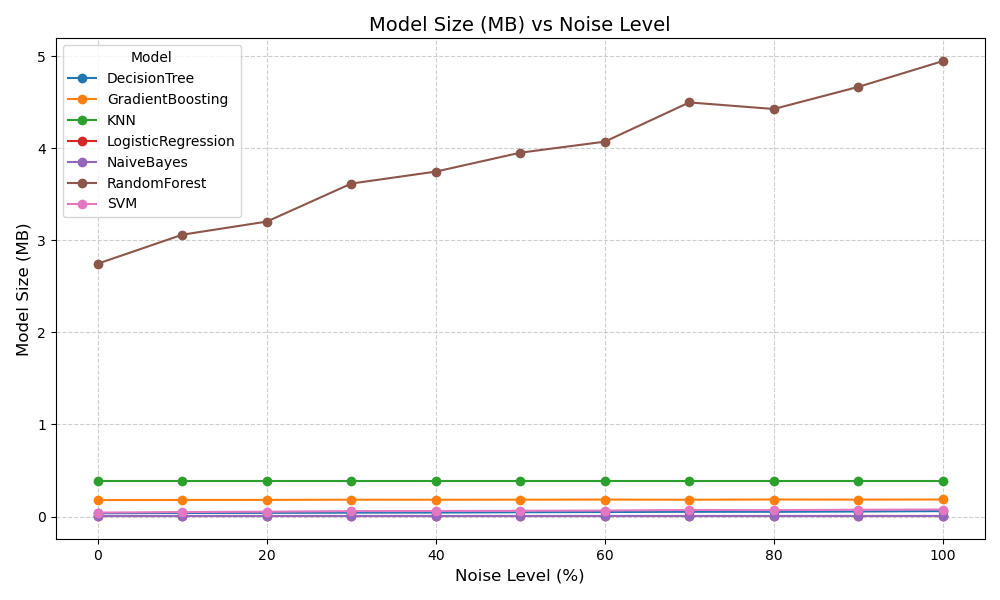 Model Size (MB) vs Noise Level
Model Size (MB)
5
4
3
2
1
0
Model
DecisionTree
GradientBoosting
KNN
LogisticRegression
NaiveBayes
RandomForest
SVM
0 20 40 60 80 100
Noise Level (%)